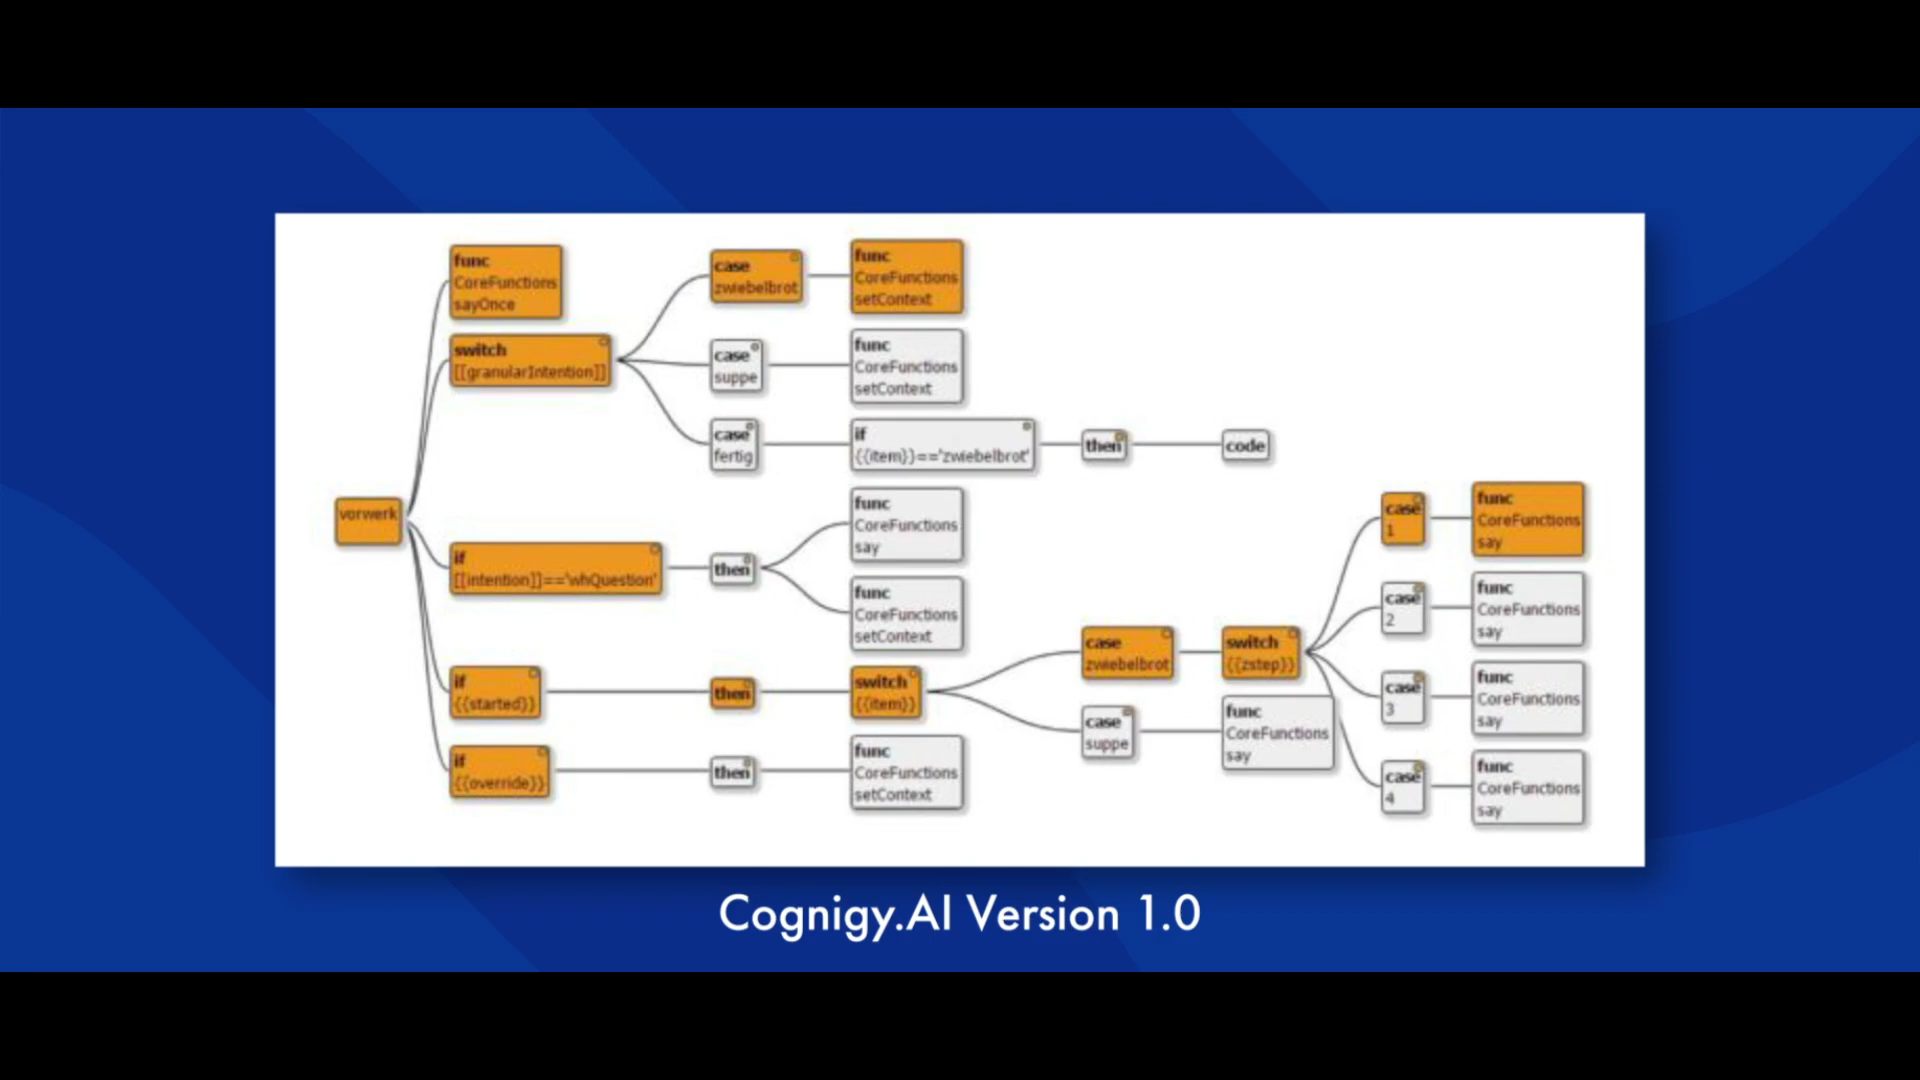 func
CoreFunctions
sayOnce
switch
[[granularIntention]]
case
zwiebelbrot
func
CoreFunctions
setContext
case
suppe
func
CoreFunctions
setContext
case
fertig
if
{{item}}=='zwiebelbrot'
then
code
vorwerk
if
[[intention]]=='whQuestion'
then
func
CoreFunctions
say
func
CoreFunctions
setContext
if
{{started}}
then
switch
{{item}}
case
zwiebelbrot
switch
{{zstep}}
case
1
func
CoreFunctions
say
case
2
func
CoreFunctions
say
case
3
func
CoreFunctions
say
case
4
func
CoreFunctions
say
case
suppe
func
CoreFunctions
say
if
{{override}}
then
func
CoreFunctions
setContext
Cognigy.AI Version 1.0